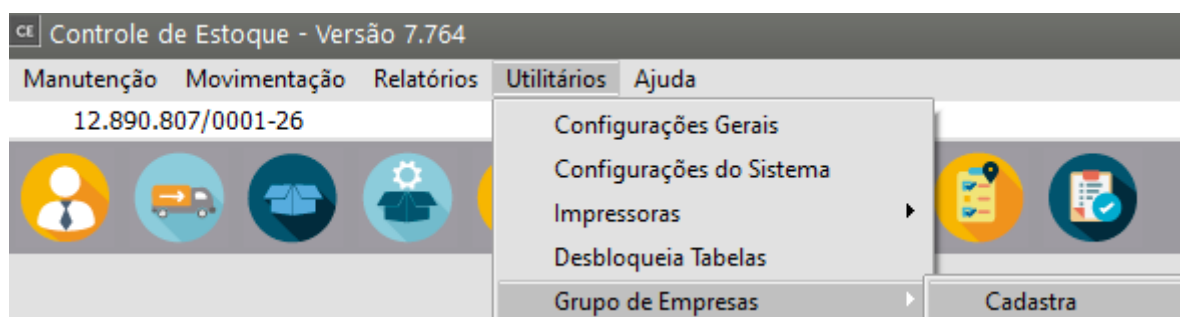 CE Controle de Estoque - Versão 7.764
Manutenção Movimentação Relatórios Utilitários Ajuda
12.890.807/0001-26
Configurações Gerais
Configurações do Sistema
Impressoras
Desbloqueia Tabelas
Grupo de Empresas Cadastra